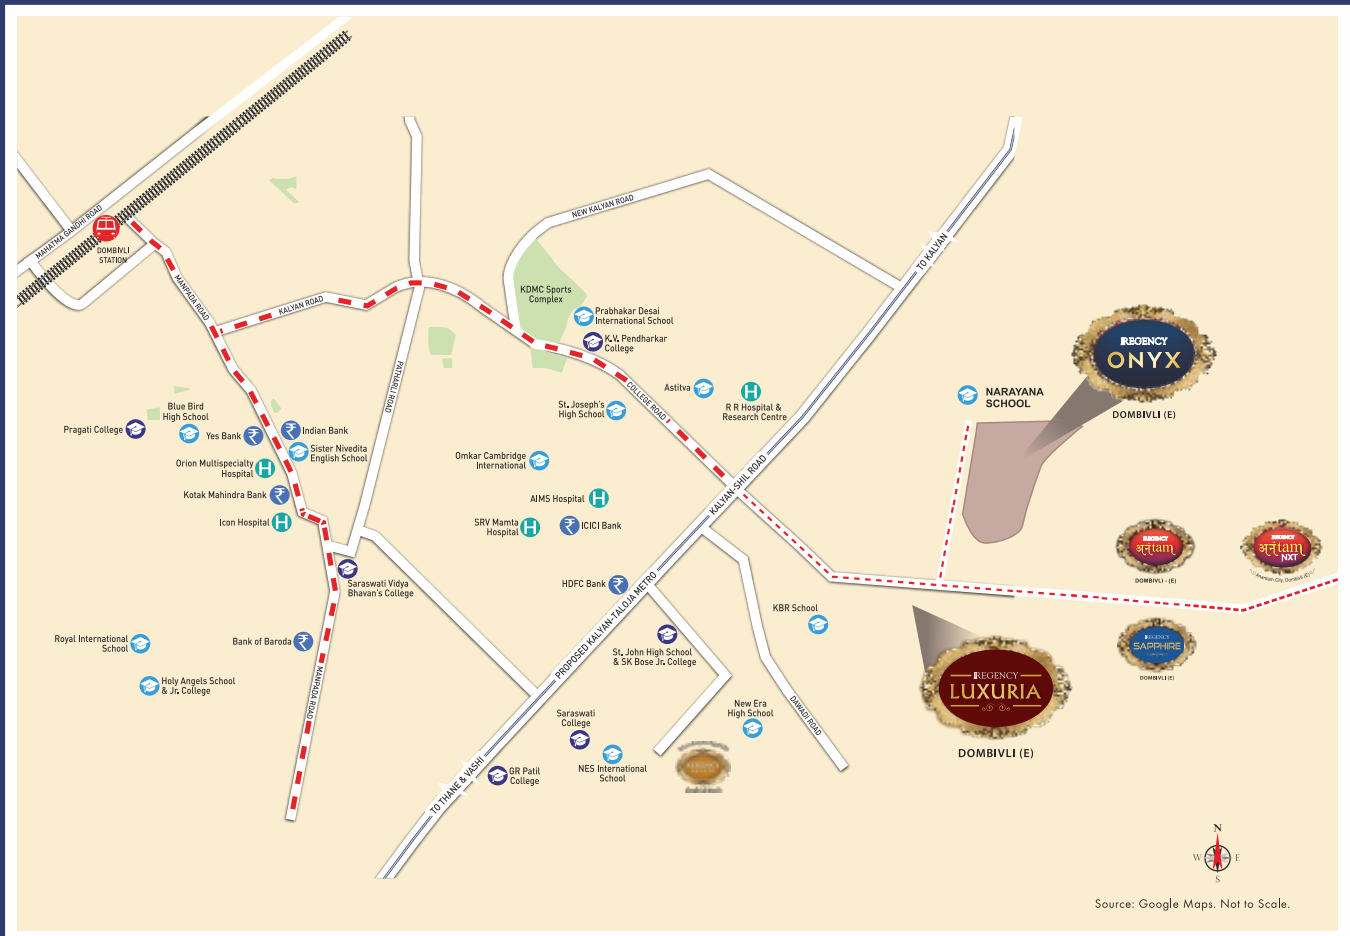 MAHATMA GANDHI ROAD
DOMBIVLI
STATION
MANPADA ROAD
KALYAN ROAD
PATHARLI ROAD
NEW KALYAN ROAD
TO KALYAN
KDMC Sports
Complex
Prabhakar Desai
International School
K.V. Pendharkar
College
COLLEGE ROAD
Astitva
R R Hospital &
Research Centre
St. Joseph's
High School
Omkar Cambridge
International
AIMS Hospital
SRV Mamta
Hospital
ICICI Bank
HDFC Bank
KALYAN-SHIL ROAD
PROPOSED KALYAN-TALOJA METRO
TO THANE & VASHI
Blue Bird
High School
Pragati College
Yes Bank
Indian Bank
Sister Nivedita
English School
Orion Multispecialty
Hospital
Kotak Mahindra Bank
Icon Hospital
Saraswati Vidya
Bhavan's College
Royal International
School
Bank of Baroda
Holy Angels School
& Jr. College
MANPADA ROAD
St. John High School
& SK Bose Jr. College
KBR School
New Era
High School
DAWADI ROAD
Saraswati
College
NES International
School
GR Patil
College
NARAYANA
SCHOOL
REGENCY
ONYX
DOMBIVLI (E)
REGENCY
अनंतam
DOMBIVLI - (E)
REGENCY
अनंतam
NXT
Anantam City, Dombivli (E)
REGENCY
SAPPHIRE
DOMBIVLI (E)
REGENCY
LUXURIA
DOMBIVLI (E)
N
W
E
S
Source: Google Maps. Not to Scale.